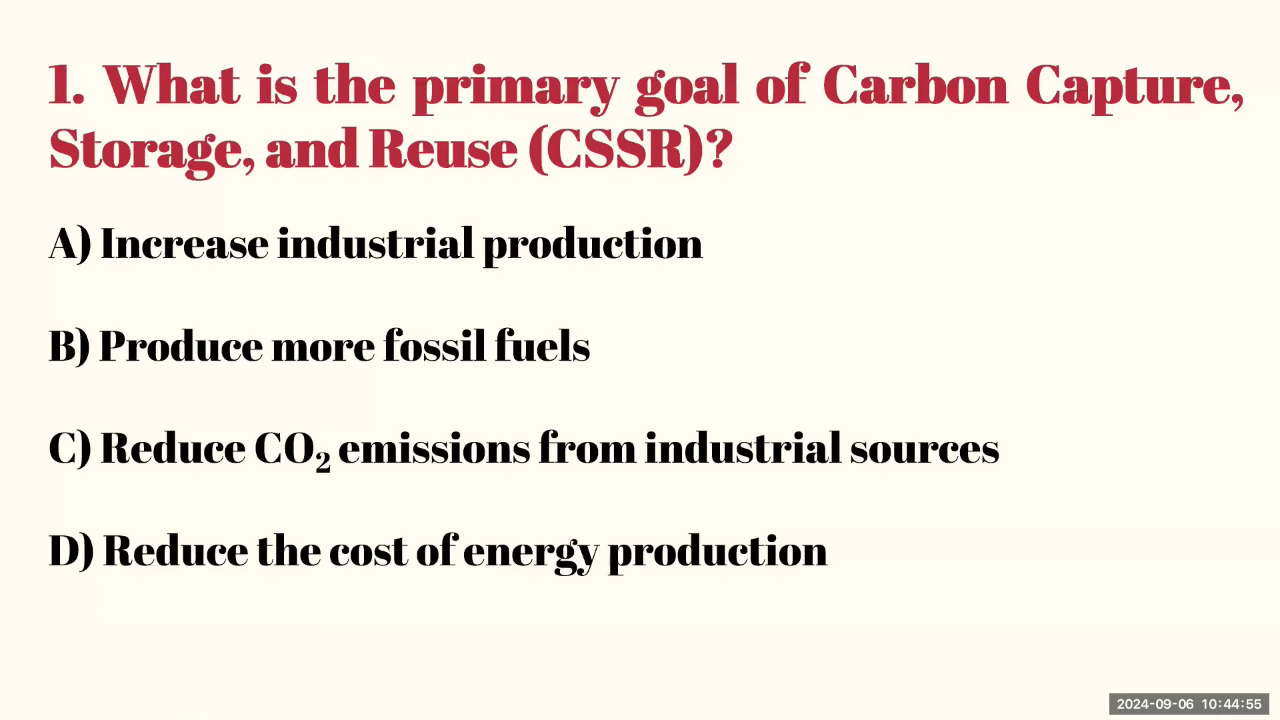 1. What is the primary goal of Carbon Capture,
Storage, and Reuse (CSSR)?
A) Increase industrial production
B) Produce more fossil fuels
C) Reduce CO₂ emissions from industrial sources
D) Reduce the cost of energy production
2024-09-06 10:44:55